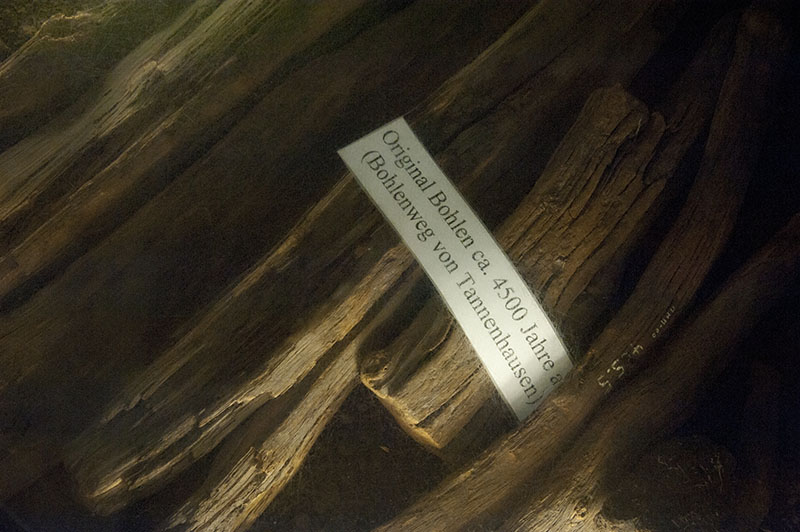 Original Bohlen ca. 4500 Jahre a
(Bohlenweg von Tannenhausen)